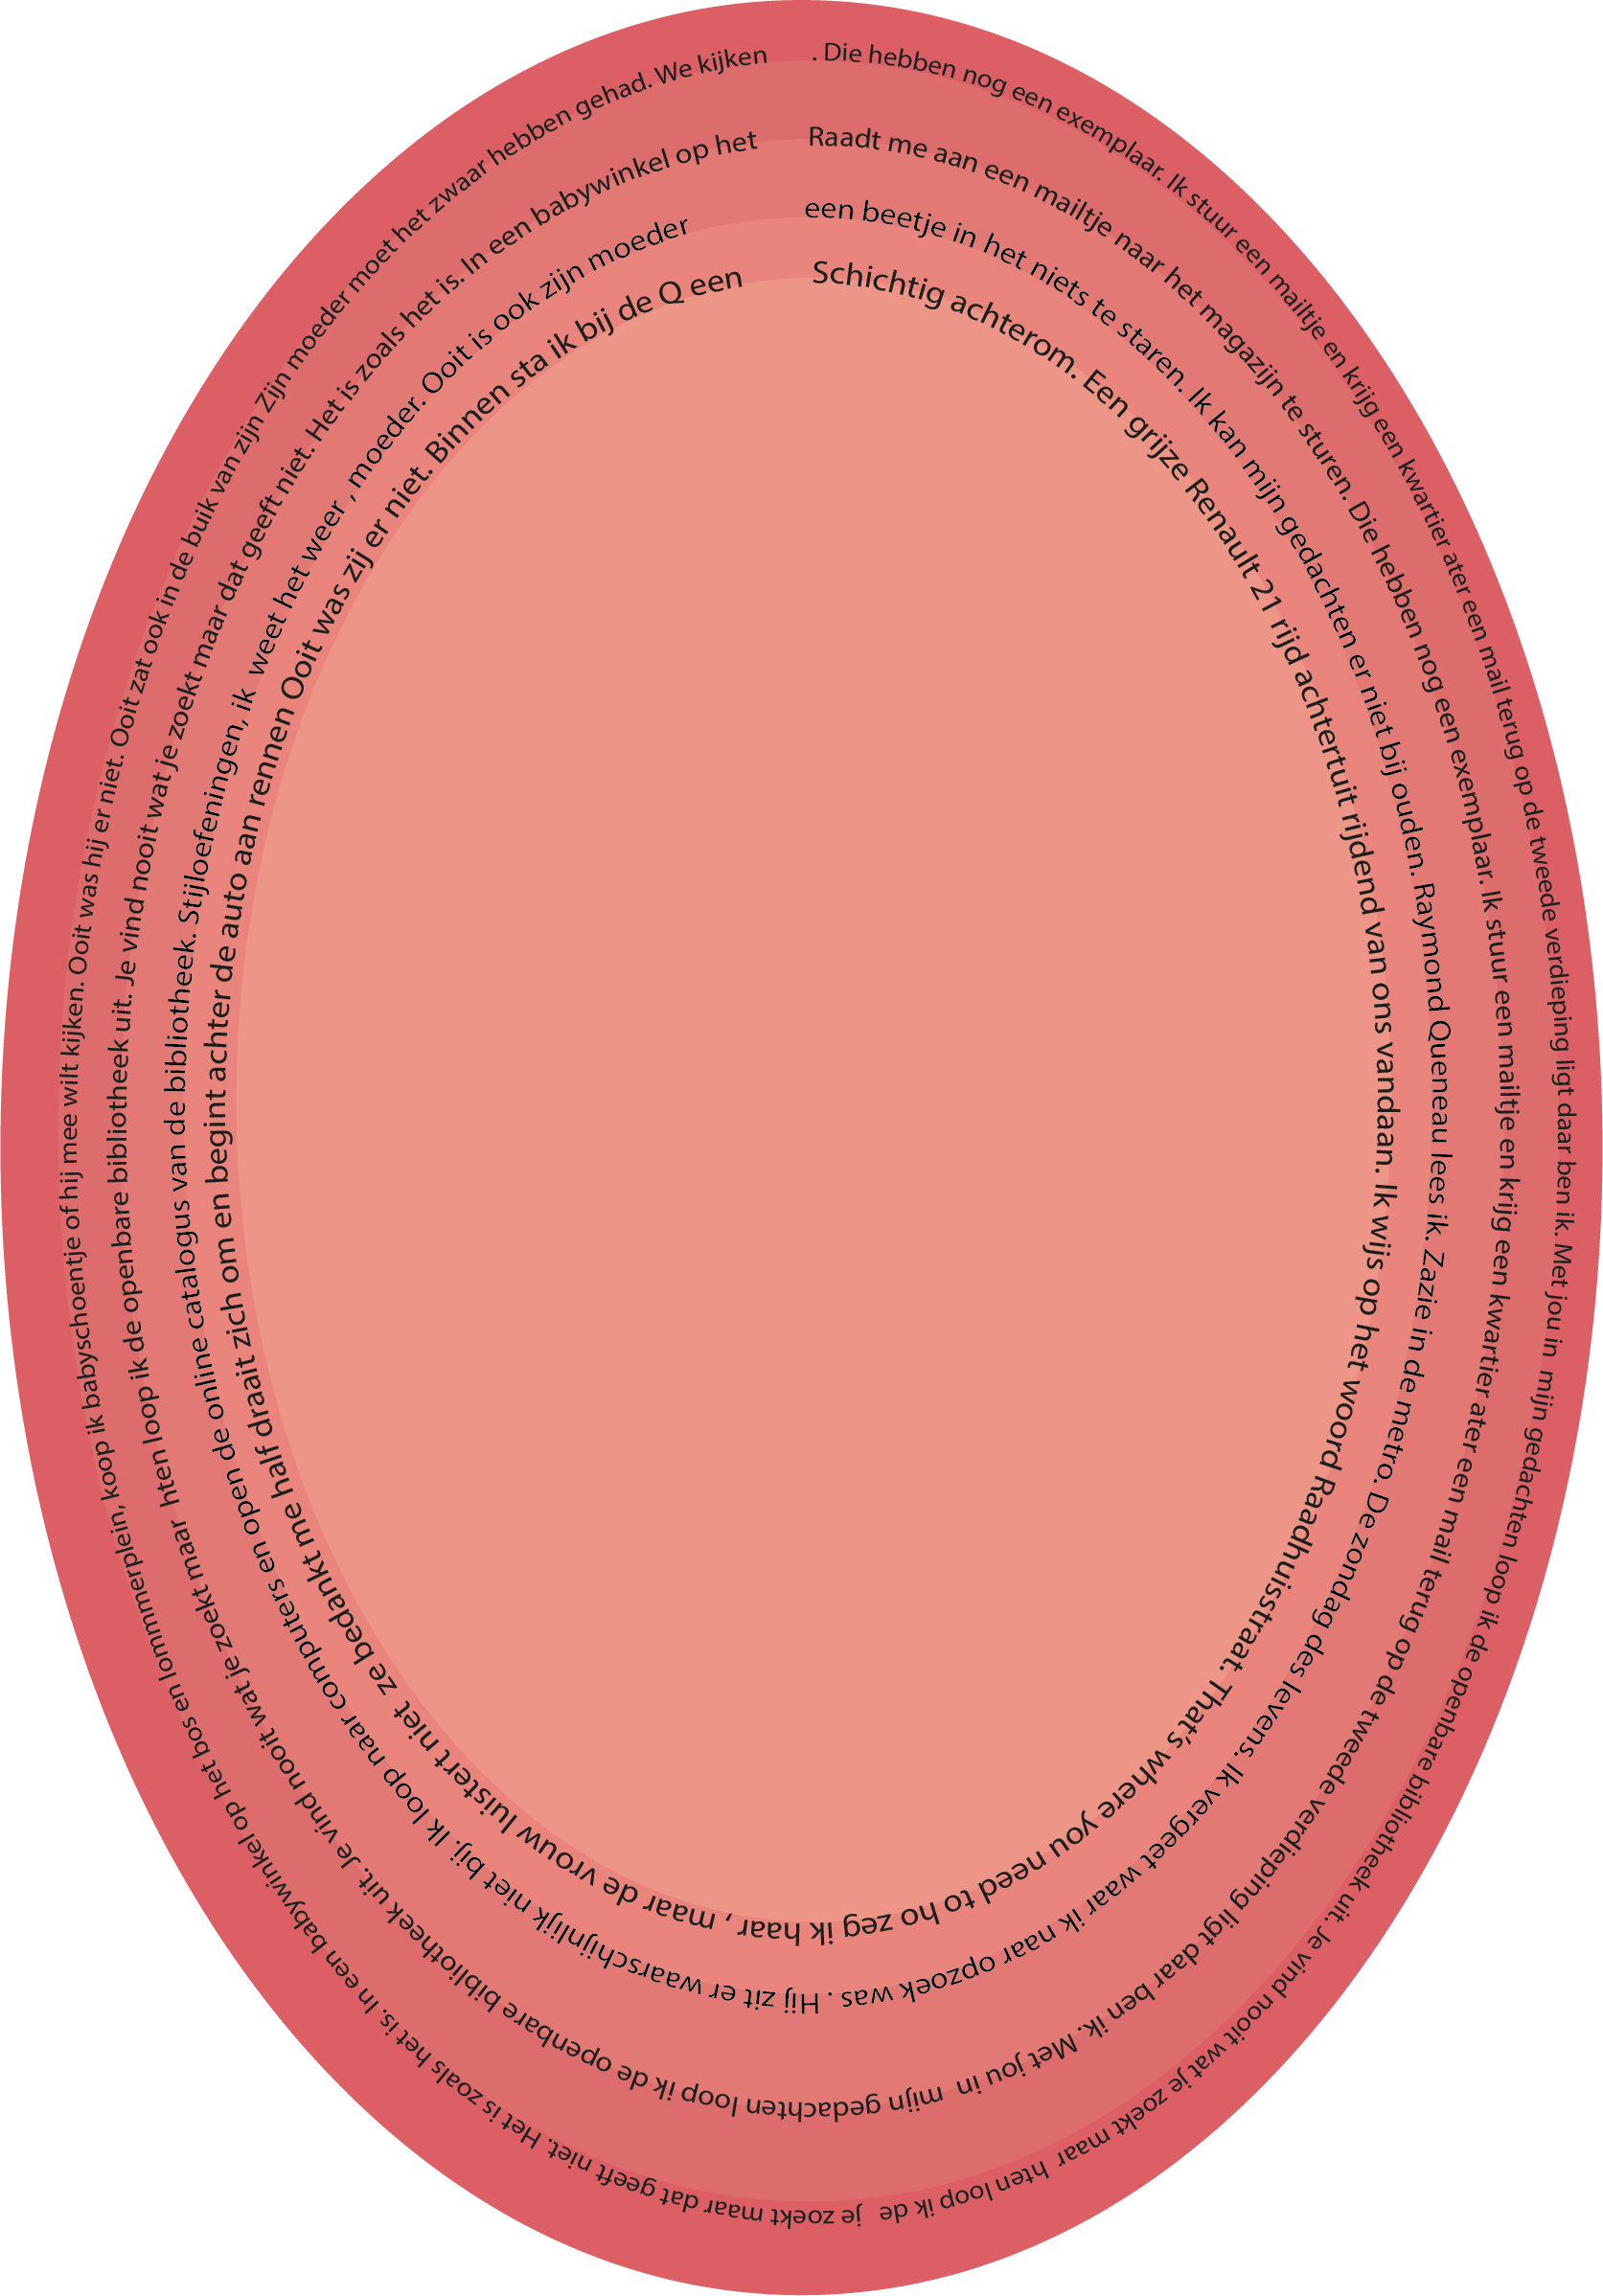 . Die hebben nog een exemplaar. Ik stuur een mailtje en krijg een kwartier ater een mail terug op de tweede verdieping ligt daar ben ik. Met jou in mijn gedachten loop ik de openbare bibliotheek uit. Je vind nooit wat je zoekt maar hten loop ik de je zoekt maar dat geeft niet. Het is zoals het is. In een babywinkel op het bos en lommmerplein, koop ik babyschoentje of hij mee wilt kijken. Ooit was hij er niet. Ooit zat ook in de buik van zijn Zijn moeder moet het zwaar hebben gehad. We kijken
Raadt me aan een mailtje naar het magazijn te sturen. Die hebben nog een exemplaar. Ik stuur een mailtje en krijg een kwartier ater een mail terug op de tweede verdieping ligt daar ben ik. Met jou in mijn gedachten loop ik de openbare bibliotheek uit. Je vind nooit wat je zoekt maar hten loop ik de openbare bibliotheek uit. Je vind nooit wat je zoekt maar dat geeft niet. Het is zoals het is. In een babywinkel op het
een beetje in het niets te staren. Ik kan mijn gedachten er niet bij ouden. Raymond Queneau lees ik. Zazie in de metro. De zondag des levens. Ik vergeet waar ik naar opzoek was . Hij zit er waarschijnlijk niet bij. Ik loop naar computers en open de online catalogus van de bibliotheek. Stijloefeningen, ik weet het weer , moeder. Ooit is ook zijn moeder
Schichtig achterom. Een grijze Renault 21 rijd achtertuit rijdend van ons vandaan. Ik wijs op het woord Raadhuisstraat. That's where you need to ho zeg ik haar , maar de vrouw luistert niet ze bedankt me half draait zich om en begint achter de auto aan rennen Ooit was zij er niet. Binnen sta ik bij de Q een